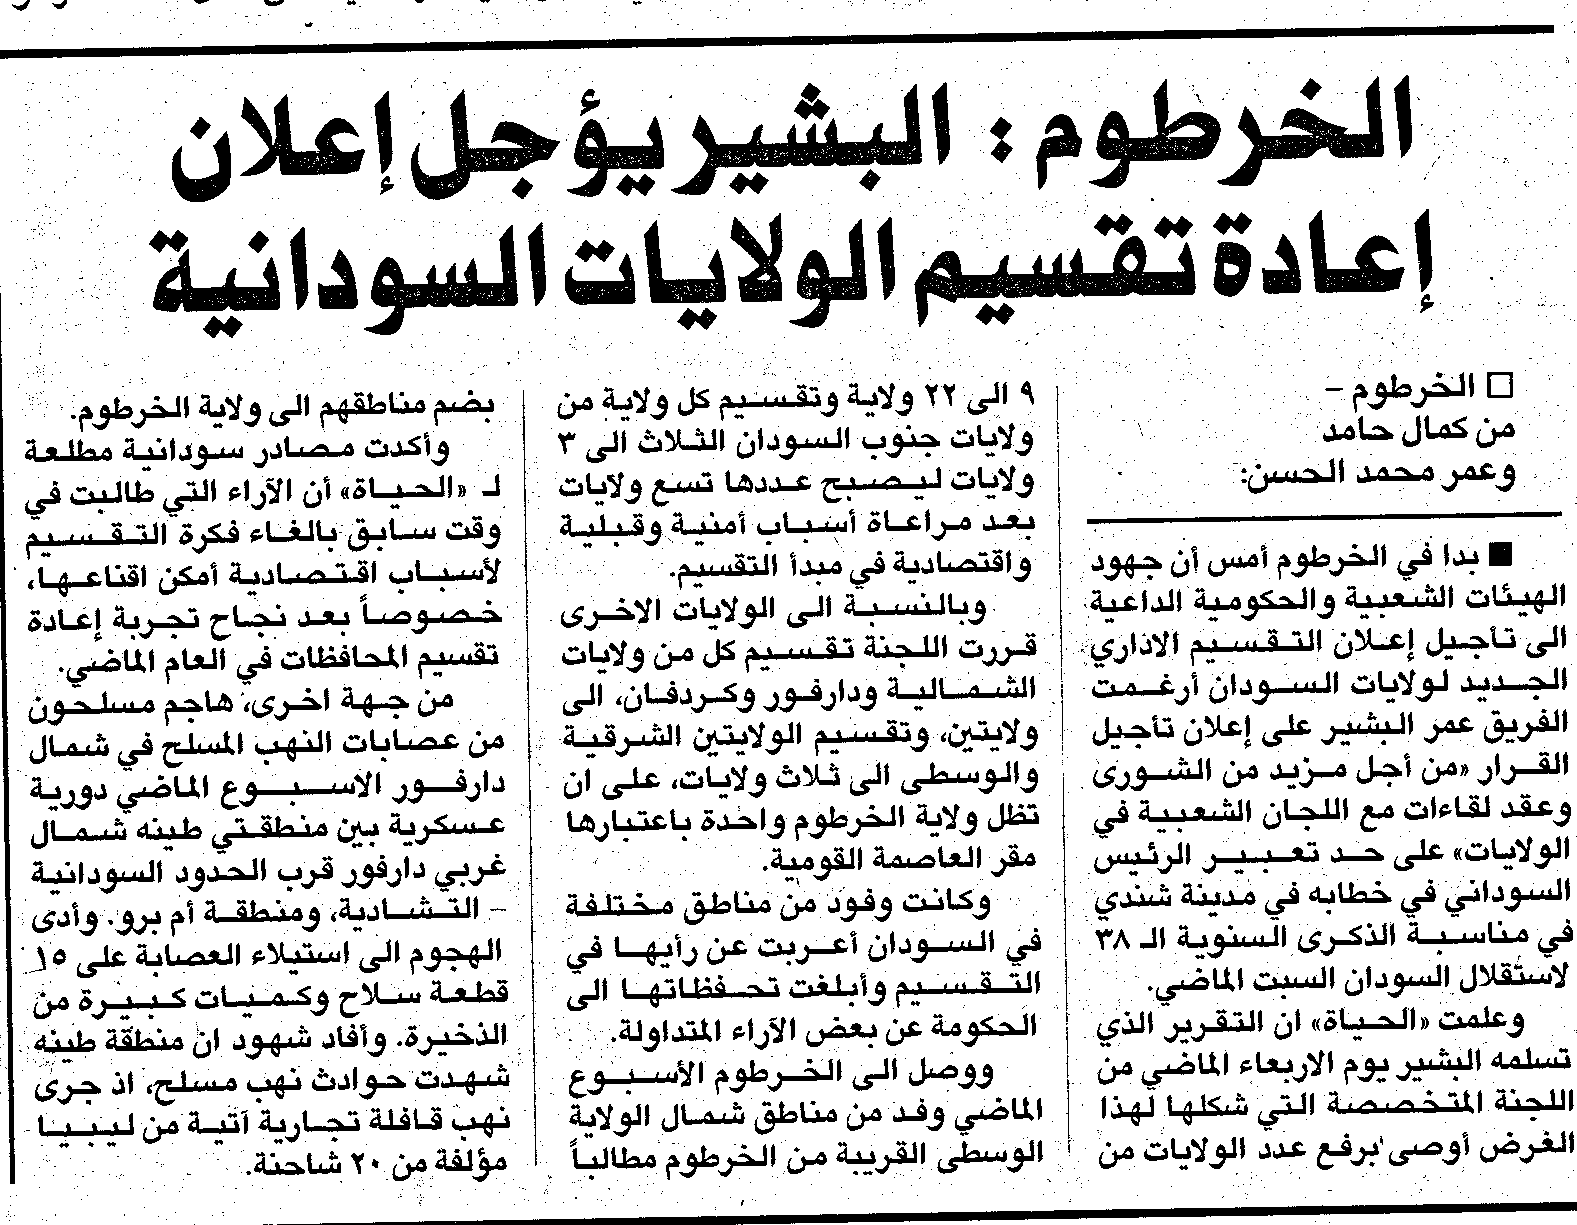 الخرطوم : البشير يؤجل إعلان
إعادة تقسيم الولايات السودانية
□ الخرطوم –
من كمال حامد
وعمر محمد الحسن:
■ بدا في الخرطوم أمس أن جهود
الهيئات الشعبية والحكومية الداعية
الى تأجيل إعلان التقسيم الاداري
الجديد لولايات السودان أرغمت
الفريق عمر البشير على إعلان تأجيل
القرار «من أجل مزيد من الشورى
وعقد لقاءات مع اللجان الشعبية في
الولايات» على حد تعبير الرئيس
السوداني في خطابه في مدينة شندي
في مناسبة الذكرى السنوية الـ ٣٨
لاستقلال السودان السبت الماضي.
وعلمت «الحياة» ان التقرير الذي
تسلمه البشير يوم الاربعاء الماضي من
اللجنة المتخصصة التي شكلها لهذا
الغرض أوصى برفع عدد الولايات من
٩ الى ٢٢ ولاية وتقسيم كل ولاية من
ولايات جنوب السودان الثلاث الى ٣
ولايات ليصبح عددها تسع ولايات
بعد مراعاة أسباب أمنية وقبلية
واقتصادية في مبدأ التقسيم.
وبالنسبة الى الولايات الاخرى
قررت اللجنة تقسيم كل من ولايات
الشمالية ودارفور وكردفان، الى
ولايتين، وتقسيم الولايتين الشرقية
والوسطى الى ثلاث ولايات، على ان
تظل ولاية الخرطوم واحدة باعتبارها
مقر العاصمة القومية.
وكانت وفود من مناطق مختلفة
في السودان أعربت عن رأيها في
التقسيم وأبلغت تحفظاتها الى
الحكومة عن بعض الآراء المتداولة.
ووصل الى الخرطوم الأسبوع
الماضي وفد من مناطق شمال الولاية
الوسطى القريبة من الخرطوم مطالباً
بضم مناطقهم الى ولاية الخرطوم.
وأكدت مصادر سودانية مطلعة
لـ «الحياة» أن الآراء التي طالبت في
وقت سابق بالغاء فكرة التقسيم
لأسباب اقتصادية أمكن اقناعها،
خصوصاً بعد نجاح تجربة إعادة
تقسيم المحافظات في العام الماضي.
من جهة اخرى، هاجم مسلحون
من عصابات النهب المسلح في شمال
دارفور الاسبوع الماضي دورية
عسكرية بين منطقتي طينه شمال
غربي دارفور قرب الحدود السودانية
– التشادية، ومنطقة أم برو. وأدى
الهجوم الى استيلاء العصابة على ١٥
قطعة سلاح وكميات كبيرة من
الذخيرة. وأفاد شهود ان منطقة طينه
شهدت حوادث نهب مسلح، اذ جرى
نهب قافلة تجارية آتية من ليبيا
مؤلفة من ٢٠ شاحنة.